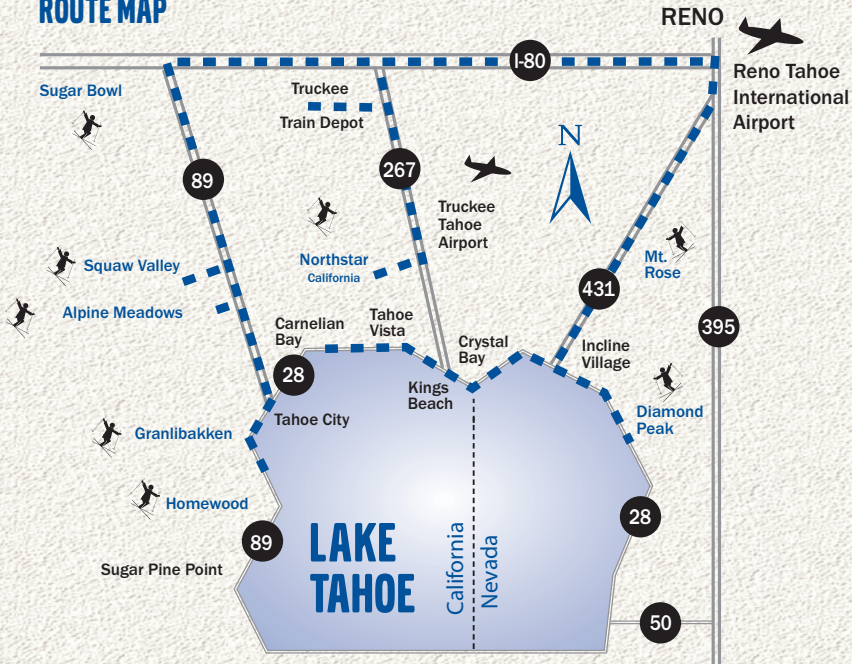 ROUTE MAP
RENO
I-80
Reno Tahoe
International
Airport
Sugar Bowl
Truckee
Train Depot
89
267
N
Truckee
Tahoe
Airport
Mt.
Rose
Squaw Valley
Northstar
California
Alpine Meadows
431
395
Carnelian
Bay
Tahoe
Vista
Crystal
Bay
Incline
Village
28
Kings
Beach
Tahoe City
Diamond
Peak
Granlibakken
Homewood
28
89
LAKE
TAHOE
California
Nevada
Sugar Pine Point
50